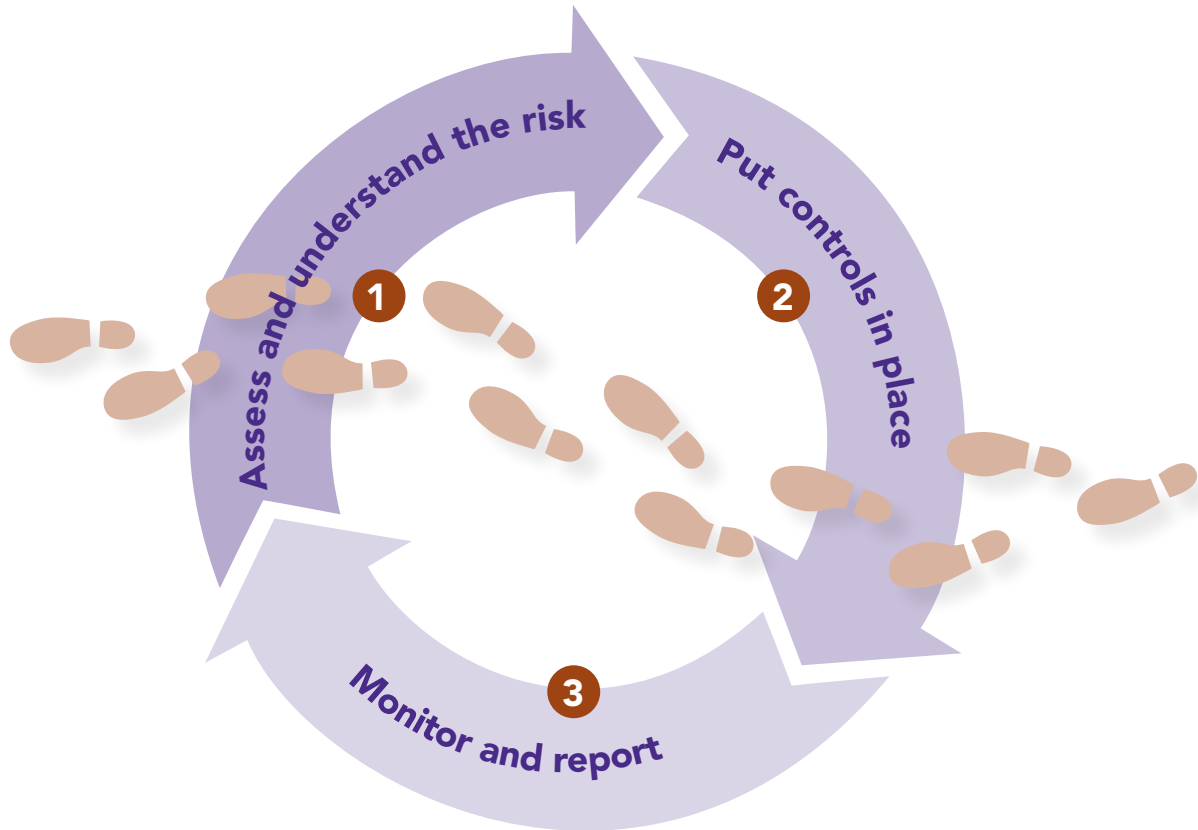 1
Assess and understand the risk
2
Put controls in place
3
Monitor and report